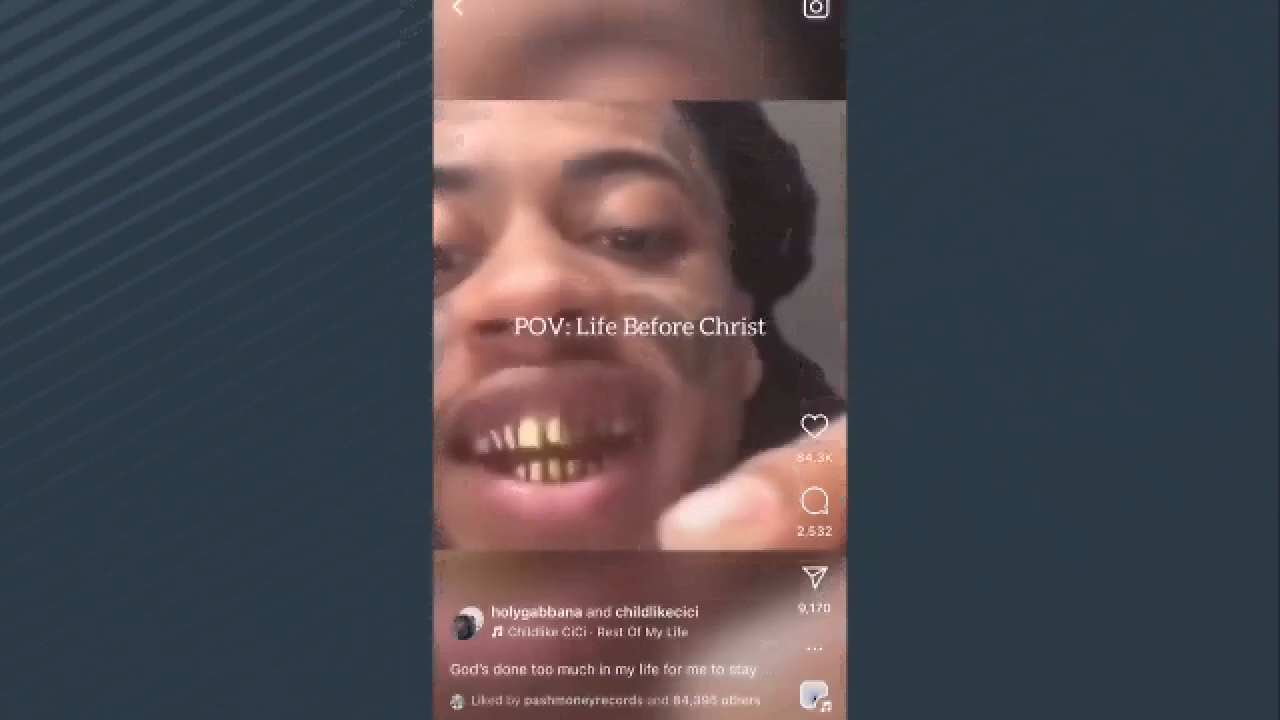 POV: Life Before Christ
84.3K
2,532
9,170
holygabbana and childlikecici
Childlike CiCi · Rest Of My Life
God's done too much in my life for me to stay ...
Liked by pashmoneyrecords and 84,396 others